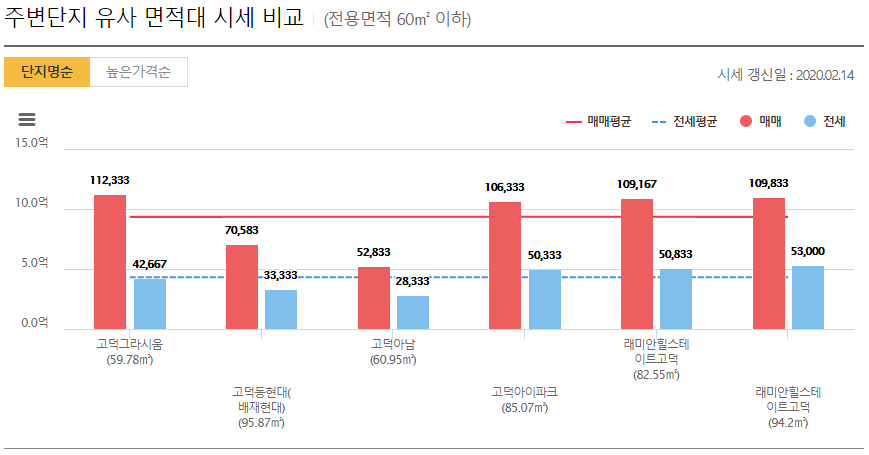 주변단지 유사 면적대 시세 비교 (전용면적 60㎡ 이하)
단지명순 높은가격순 시세 갱신일 : 2020.02.14
매매평균 전세평균 매매 전세
15.0억
10.0억
5.0억
0.0억
112,333
42,667
70,583
33,333
52,833
28,333
106,333
50,333
109,167
50,833
109,833
53,000
고덕그라시움
(59.78㎡)
고덕동현대(
배재현대)
(95.87㎡)
고덕아남
(60.95㎡)
고덕아이파크
(85.07㎡)
래미안힐스테
이트고덕
(82.55㎡)
래미안힐스테
이트고덕
(94.2㎡)